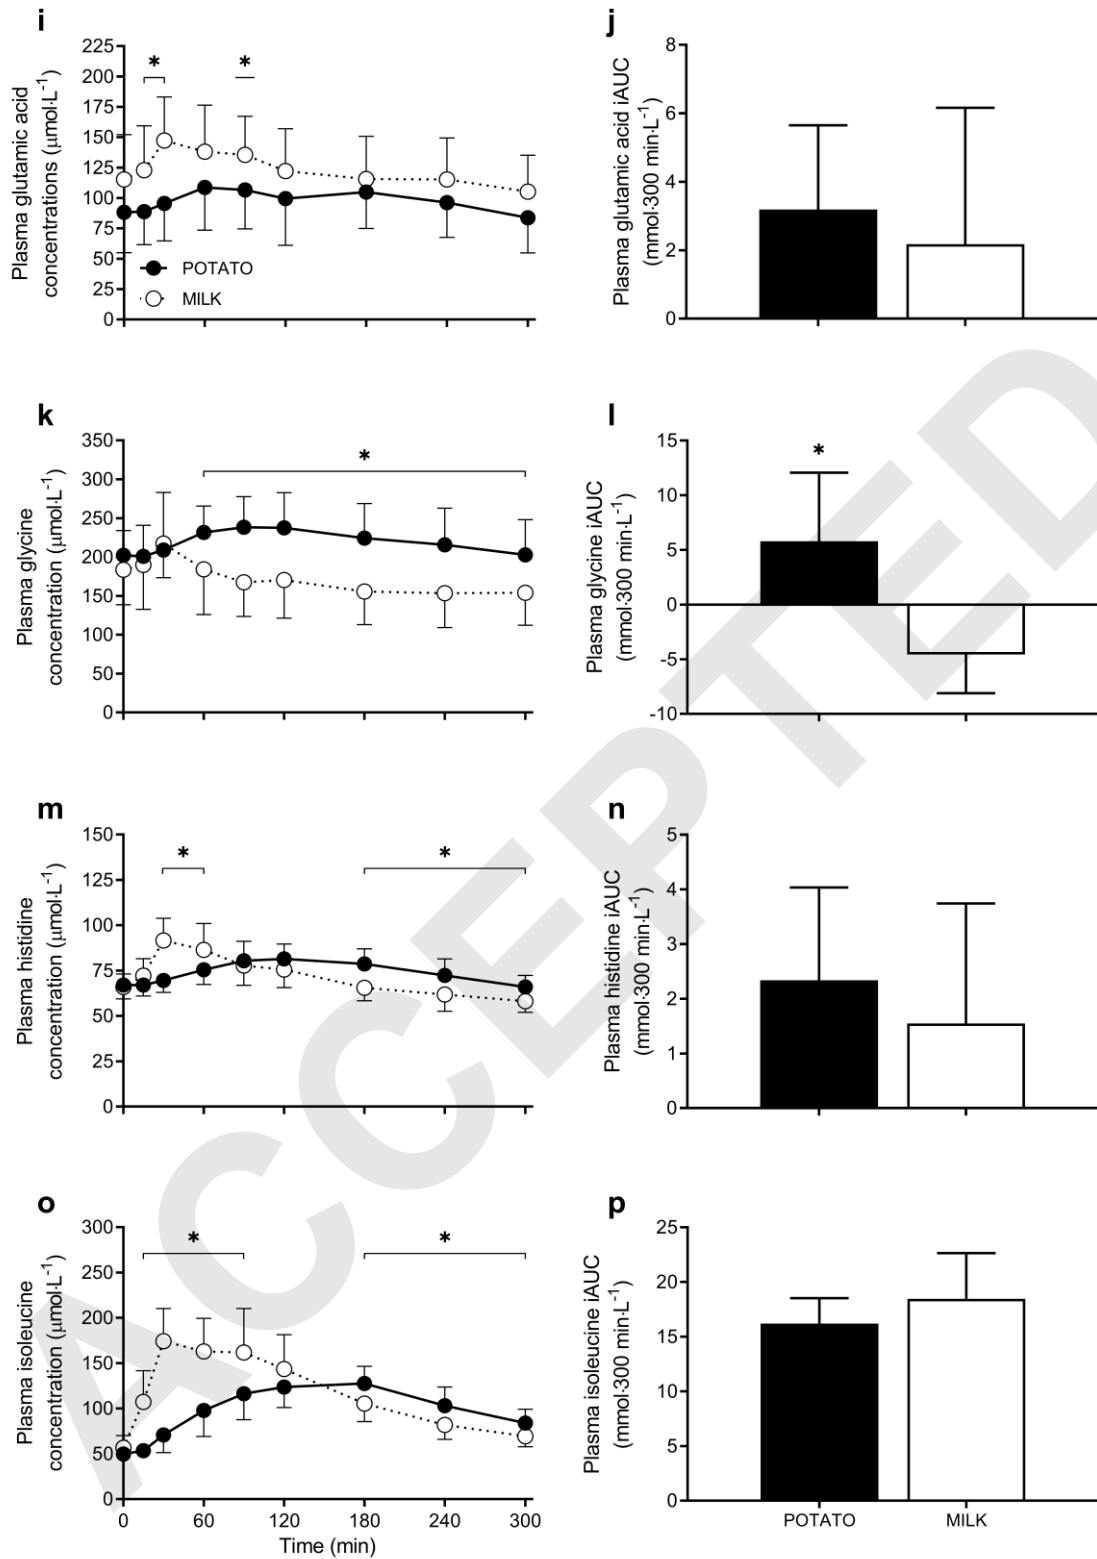 i
Plasma glutamic acid
concentrations (μmol·L⁻¹)
225
200
175
150
125
100
75
50
25
0
*
*
POTATO
MILK
j
Plasma glutamic acid iAUC
(mmol·300 min·L⁻¹)
8
6
4
2
0
k
Plasma glycine
concentration (μmol·L⁻¹)
350
300
250
200
150
100
50
0
*
l
Plasma glycine iAUC
(mmol·300 min·L⁻¹)
15
10
5
0
-5
-10
*
m
Plasma histidine
concentration (μmol·L⁻¹)
150
125
100
75
50
25
0
*
*
n
Plasma histidine iAUC
(mmol·300 min·L⁻¹)
5
4
3
2
1
0
o
Plasma isoleucine
concentration (μmol·L⁻¹)
300
250
200
150
100
50
0
*
*
0 60 120 180 240 300
Time (min)
p
Plasma isoleucine iAUC
(mmol·300 min·L⁻¹)
25
20
15
10
5
0
POTATO MILK
ACCEPTED